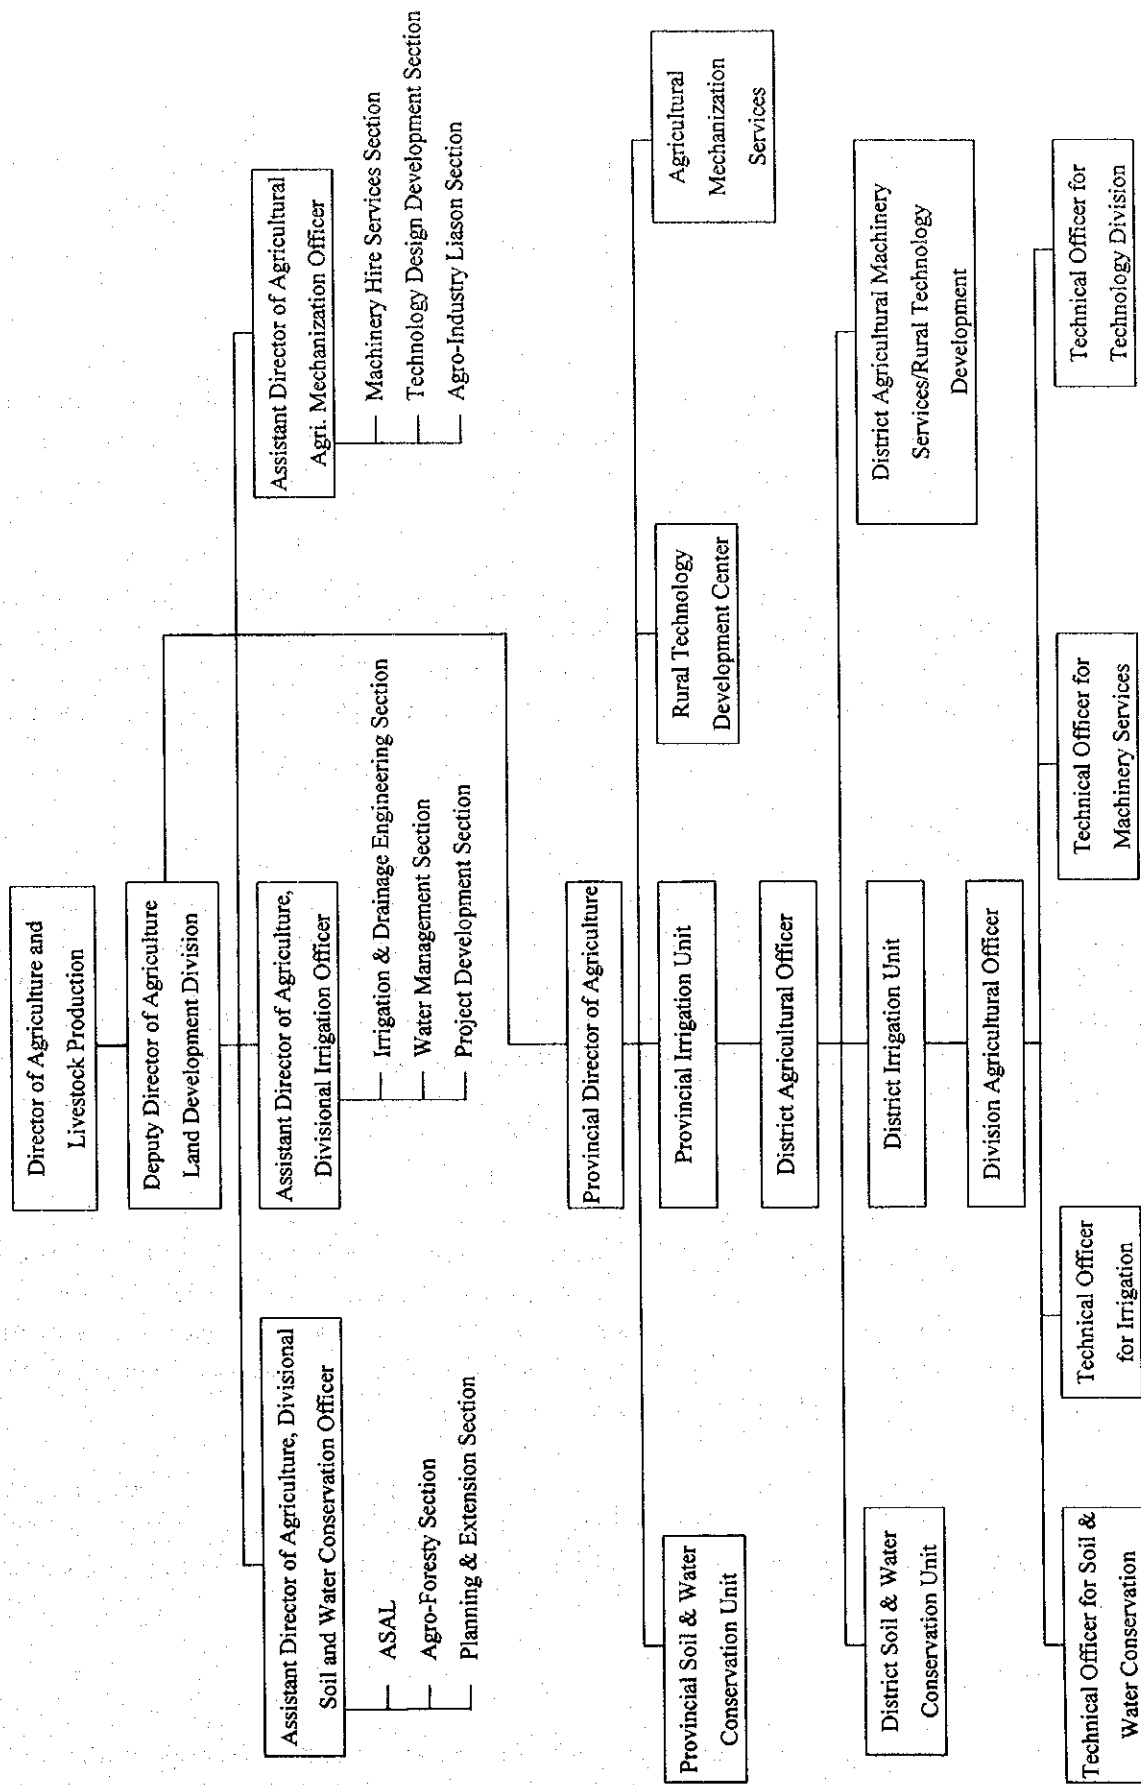 Director of Agriculture and
Livestock Production
Deputy Director of Agriculture
Land Development Division
Assistant Director of Agriculture, Divisional
Soil and Water Conservation Officer
ASAL
Agro-Foresty Section
Planning & Extension Section
Assistant Director of Agriculture,
Divisional Irrigation Officer
Irrigation & Drainage Engineering Section
Water Management Section
Project Development Section
Assistant Director of Agricultural
Agri. Mechanization Officer
Machinery Hire Services Section
Technology Design Development Section
Agro-Industry Liason Section
Provincial Director of Agriculture
Provincial Soil & Water
Conservation Unit
Provincial Irrigation Unit
Rural Technology
Development Center
Agricultural
Mechanization
Services
District Agricultural Officer
District Soil & Water
Conservation Unit
District Irrigation Unit
District Agricultural Machinery
Services/Rural Technology
Development
Division Agricultural Officer
Technical Officer for Soil &
Water Conservation
Technical Officer
for Irrigation
Technical Officer for
Machinery Services
Technical Officer for
Technology Division